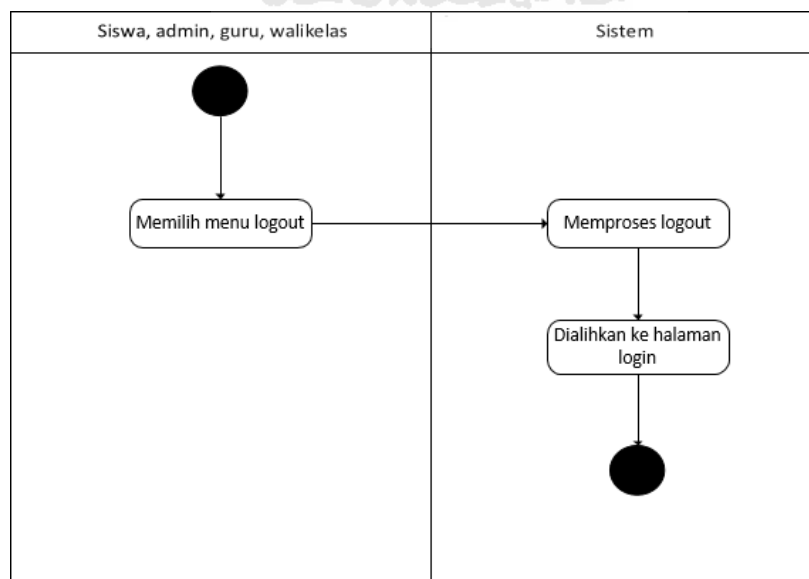 Siswa, admin, guru, walikelas
Sistem
Memilih menu logout
Memproses logout
Dialihkan ke halaman
login